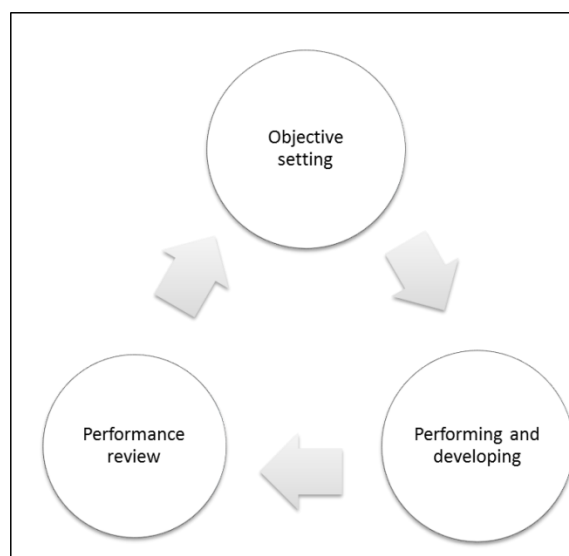 Objective
setting
Performing and
developing
Performance
review